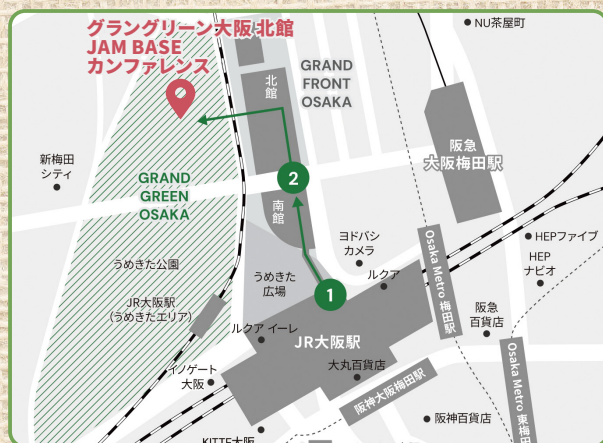 グラングリーン大阪 北館
JAM BASE
カンファレンス
NU茶屋町
北館
GRAND
FRONT
OSAKA
阪急
大阪梅田駅
新梅田
シティ
GRAND
GREEN
OSAKA
2
南館
ヨドバシ
カメラ
HEPファイブ
HEP
ナビオ
うめきた公園
うめきた
広場
ルクア
Osaka Metro 梅田駅
1
JR大阪駅
(うめきたエリア)
阪急
百貨店
ルクア イーレ
JR大阪駅
大丸百貨店
イノゲート
大阪
阪神大阪梅田駅
Osaka Metro 東梅田
阪神百貨店
KITTE大阪